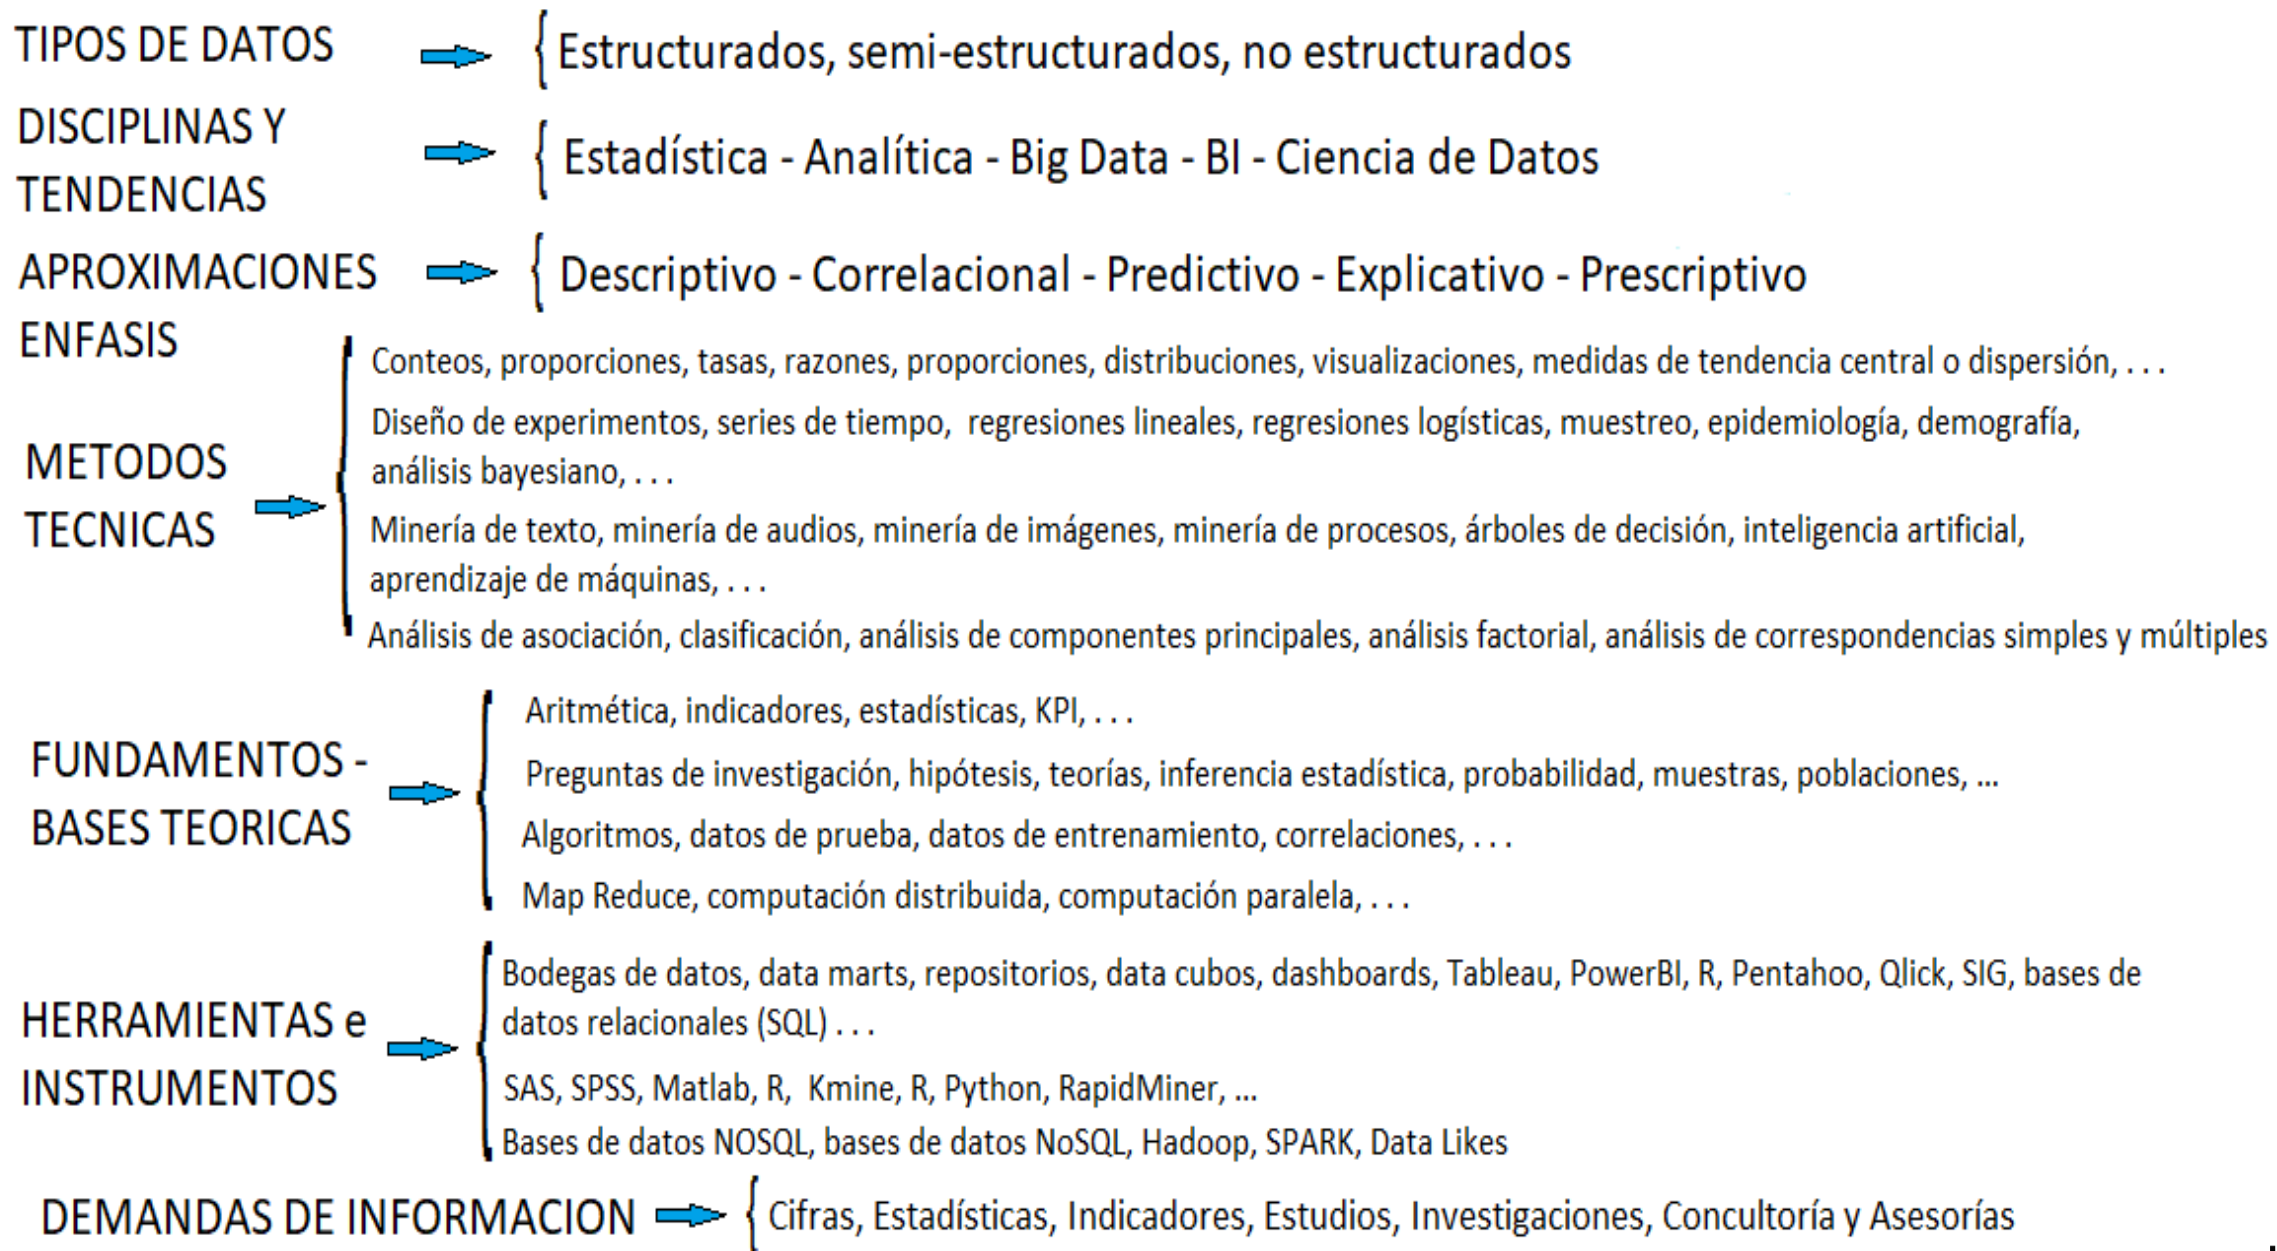 TIPOS DE DATOS
Estructurados, semi-estructurados, no estructurados
DISCIPLINAS Y
TENDENCIAS
Estadística - Analítica - Big Data - BI - Ciencia de Datos
APROXIMACIONES
ENFASIS
Descriptivo - Correlacional - Predictivo - Explicativo - Prescriptivo
METODOS
TECNICAS
Conteos, proporciones, tasas, razones, proporciones, distribuciones, visualizaciones, medidas de tendencia central o dispersión, . . .
Diseño de experimentos, series de tiempo, regresiones lineales, regresiones logísticas, muestreo, epidemiología, demografía,
análisis bayesiano, . . .
Minería de texto, minería de audios, minería de imágenes, minería de procesos, árboles de decisión, inteligencia artificial,
aprendizaje de máquinas, . . .
Análisis de asociación, clasificación, análisis de componentes principales, análisis factorial, análisis de correspondencias simples y múltiples
FUNDAMENTOS -
BASES TEORICAS
Aritmética, indicadores, estadísticas, KPI, . . .
Preguntas de investigación, hipótesis, teorías, inferencia estadística, probabilidad, muestras, poblaciones, ...
Algoritmos, datos de prueba, datos de entrenamiento, correlaciones, . . .
Map Reduce, computación distribuida, computación paralela, . . .
HERRAMIENTAS e
INSTRUMENTOS
Bodegas de datos, data marts, repositorios, data cubos, dashboards, Tableau, PowerBI, R, Pentahoo, Qlick, SIG, bases de
datos relacionales (SQL) . . .
SAS, SPSS, Matlab, R, Kmine, R, Python, RapidMiner, ...
Bases de datos NOSQL, bases de datos NoSQL, Hadoop, SPARK, Data Likes
DEMANDAS DE INFORMACION
Cifras, Estadísticas, Indicadores, Estudios, Investigaciones, Concultoría y Asesorías